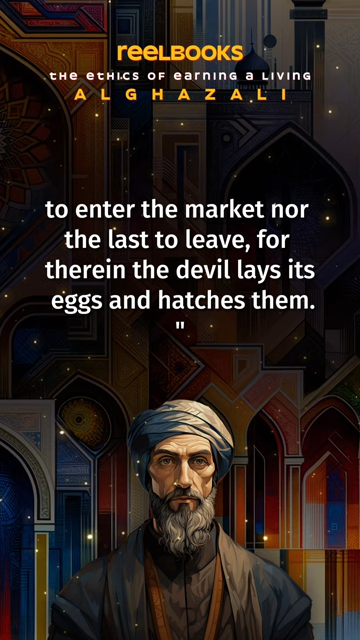 reelBOOKS
the ethics of earning a living
ALGHAZALI
to enter the market nor
the last to leave, for
therein the devil lays its
eggs and hatches them.
"